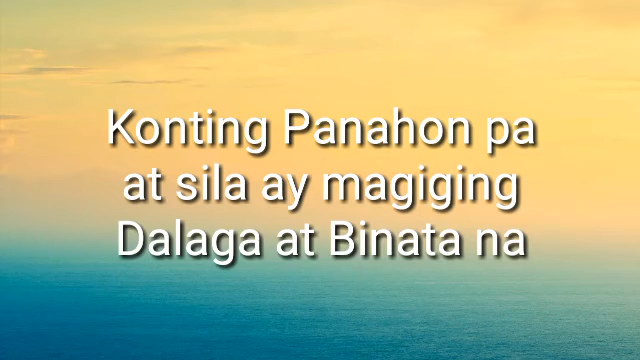 Konting Panahon pa
at sila ay magiging
Dalaga at Binata na